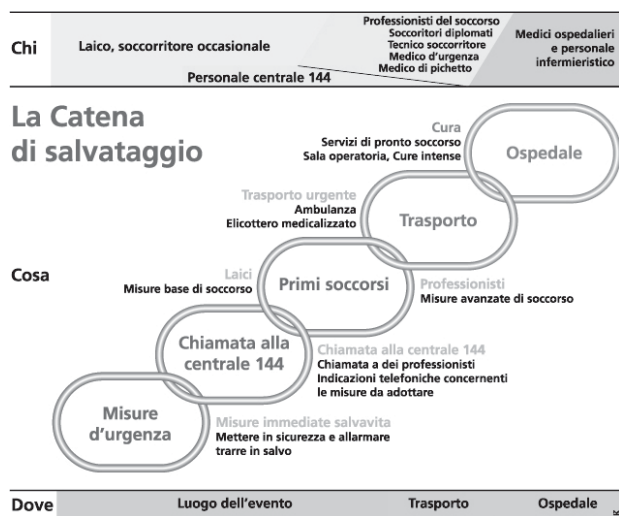 Chi
Laico, soccorritore occasionale
Personale centrale 144
Professionisti del soccorso
Soccoritori diplomati
Tecnico soccorritore
Medico d'urgenza
Medico di pichetto
Medici ospedalieri
e personale
infermieristico
La Catena
di salvataggio
Cura
Servizi di pronto soccorso
Sala operatoria, Cure intense
Ospedale
Trasporto urgente
Ambulanza
Elicottero medicalizzato
Trasporto
Cosa
Laici
Misure base di soccorso
Primi soccorsi
Professionisti
Misure avanzate di soccorso
Chiamata alla
centrale 144
Chiamata alla centrale 144
Chiamata a dei professionisti
Indicazioni telefoniche concernenti
le misure da adottare
Misure
d'urgenza
Misure immediate salvavita
Mettere in sicurezza e allarmare
trarre in salvo
Dove
Luogo dell'evento
Trasporto
Ospedale